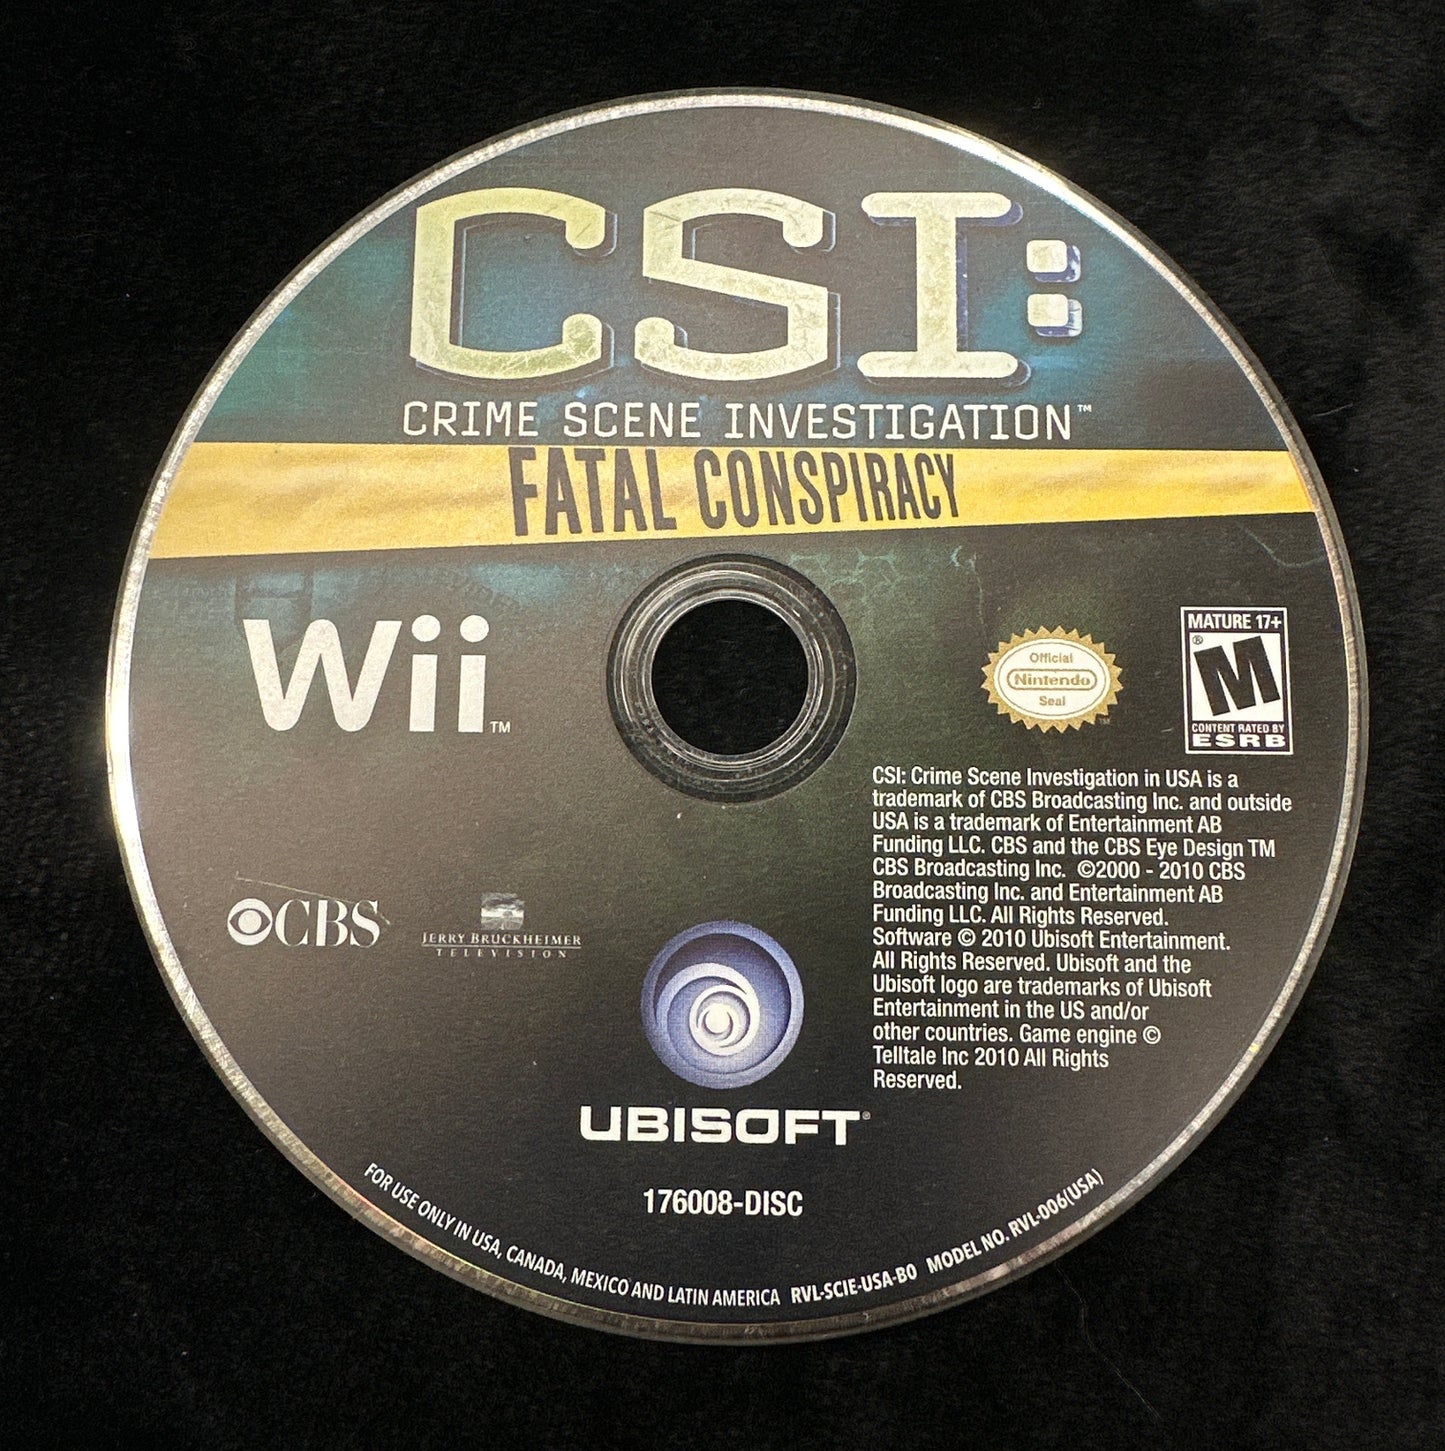 CSI:
CRIME SCENE INVESTIGATION™
FATAL CONSPIRACY
Wii™
Official
Nintendo
Seal
™
MATURE 17+
M®
CONTENT RATED BY
ESRB
CSI: Crime Scene Investigation in USA is a
trademark of CBS Broadcasting Inc. and outside
USA is a trademark of Entertainment AB
Funding LLC. CBS and the CBS Eye Design TM
CBS Broadcasting Inc. ©2000 - 2010 CBS
Broadcasting Inc. and Entertainment AB
Funding LLC. All Rights Reserved.
Software © 2010 Ubisoft Entertainment.
All Rights Reserved. Ubisoft and the
Ubisoft logo are trademarks of Ubisoft
Entertainment in the US and/or
other countries. Game engine ©
Telltale Inc 2010 All Rights
Reserved.
CBS
JERRY BRUCKHEIMER
TELEVISION
UBISOFT®
176008-DISC
FOR USE ONLY IN USA, CANADA, MEXICO AND LATIN AMERICA RVL-SCIE-USA-B0 MODEL NO. RVL-006(USA)